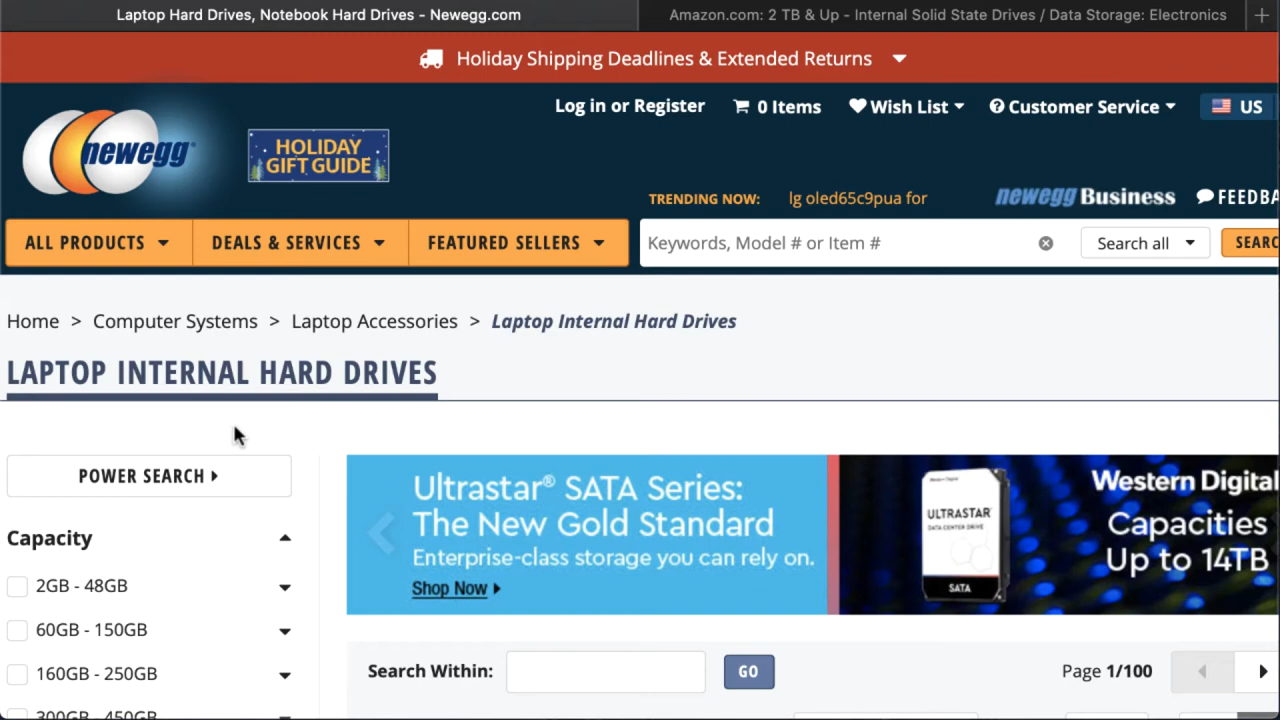 Laptop Hard Drives, Notebook Hard Drives - Newegg.com
Amazon.com: 2 TB & Up - Internal Solid State Drives / Data Storage: Electronics
Holiday Shipping Deadlines & Extended Returns
Log in or Register
0 Items
Wish List
Customer Service
US
newegg
HOLIDAY
GIFT GUIDE
TRENDING NOW:
lg oled65c9pua for
newegg Business
FEEDBA
ALL PRODUCTS
DEALS & SERVICES
FEATURED SELLERS
Keywords, Model # or Item #
Search all
SEARC
Home > Computer Systems > Laptop Accessories > Laptop Internal Hard Drives
LAPTOP INTERNAL HARD DRIVES
POWER SEARCH
Capacity
2GB - 48GB
60GB - 150GB
160GB - 250GB
300GB - 450GB
Ultrastar® SATA Series:
The New Gold Standard
Enterprise-class storage you can rely on.
Shop Now
Western Digital
ULTRASTAR
DATA CENTER DRIVE
SATA
Western Digital
Capacities
Up to 14TB
Search Within:
GO
Page 1/100